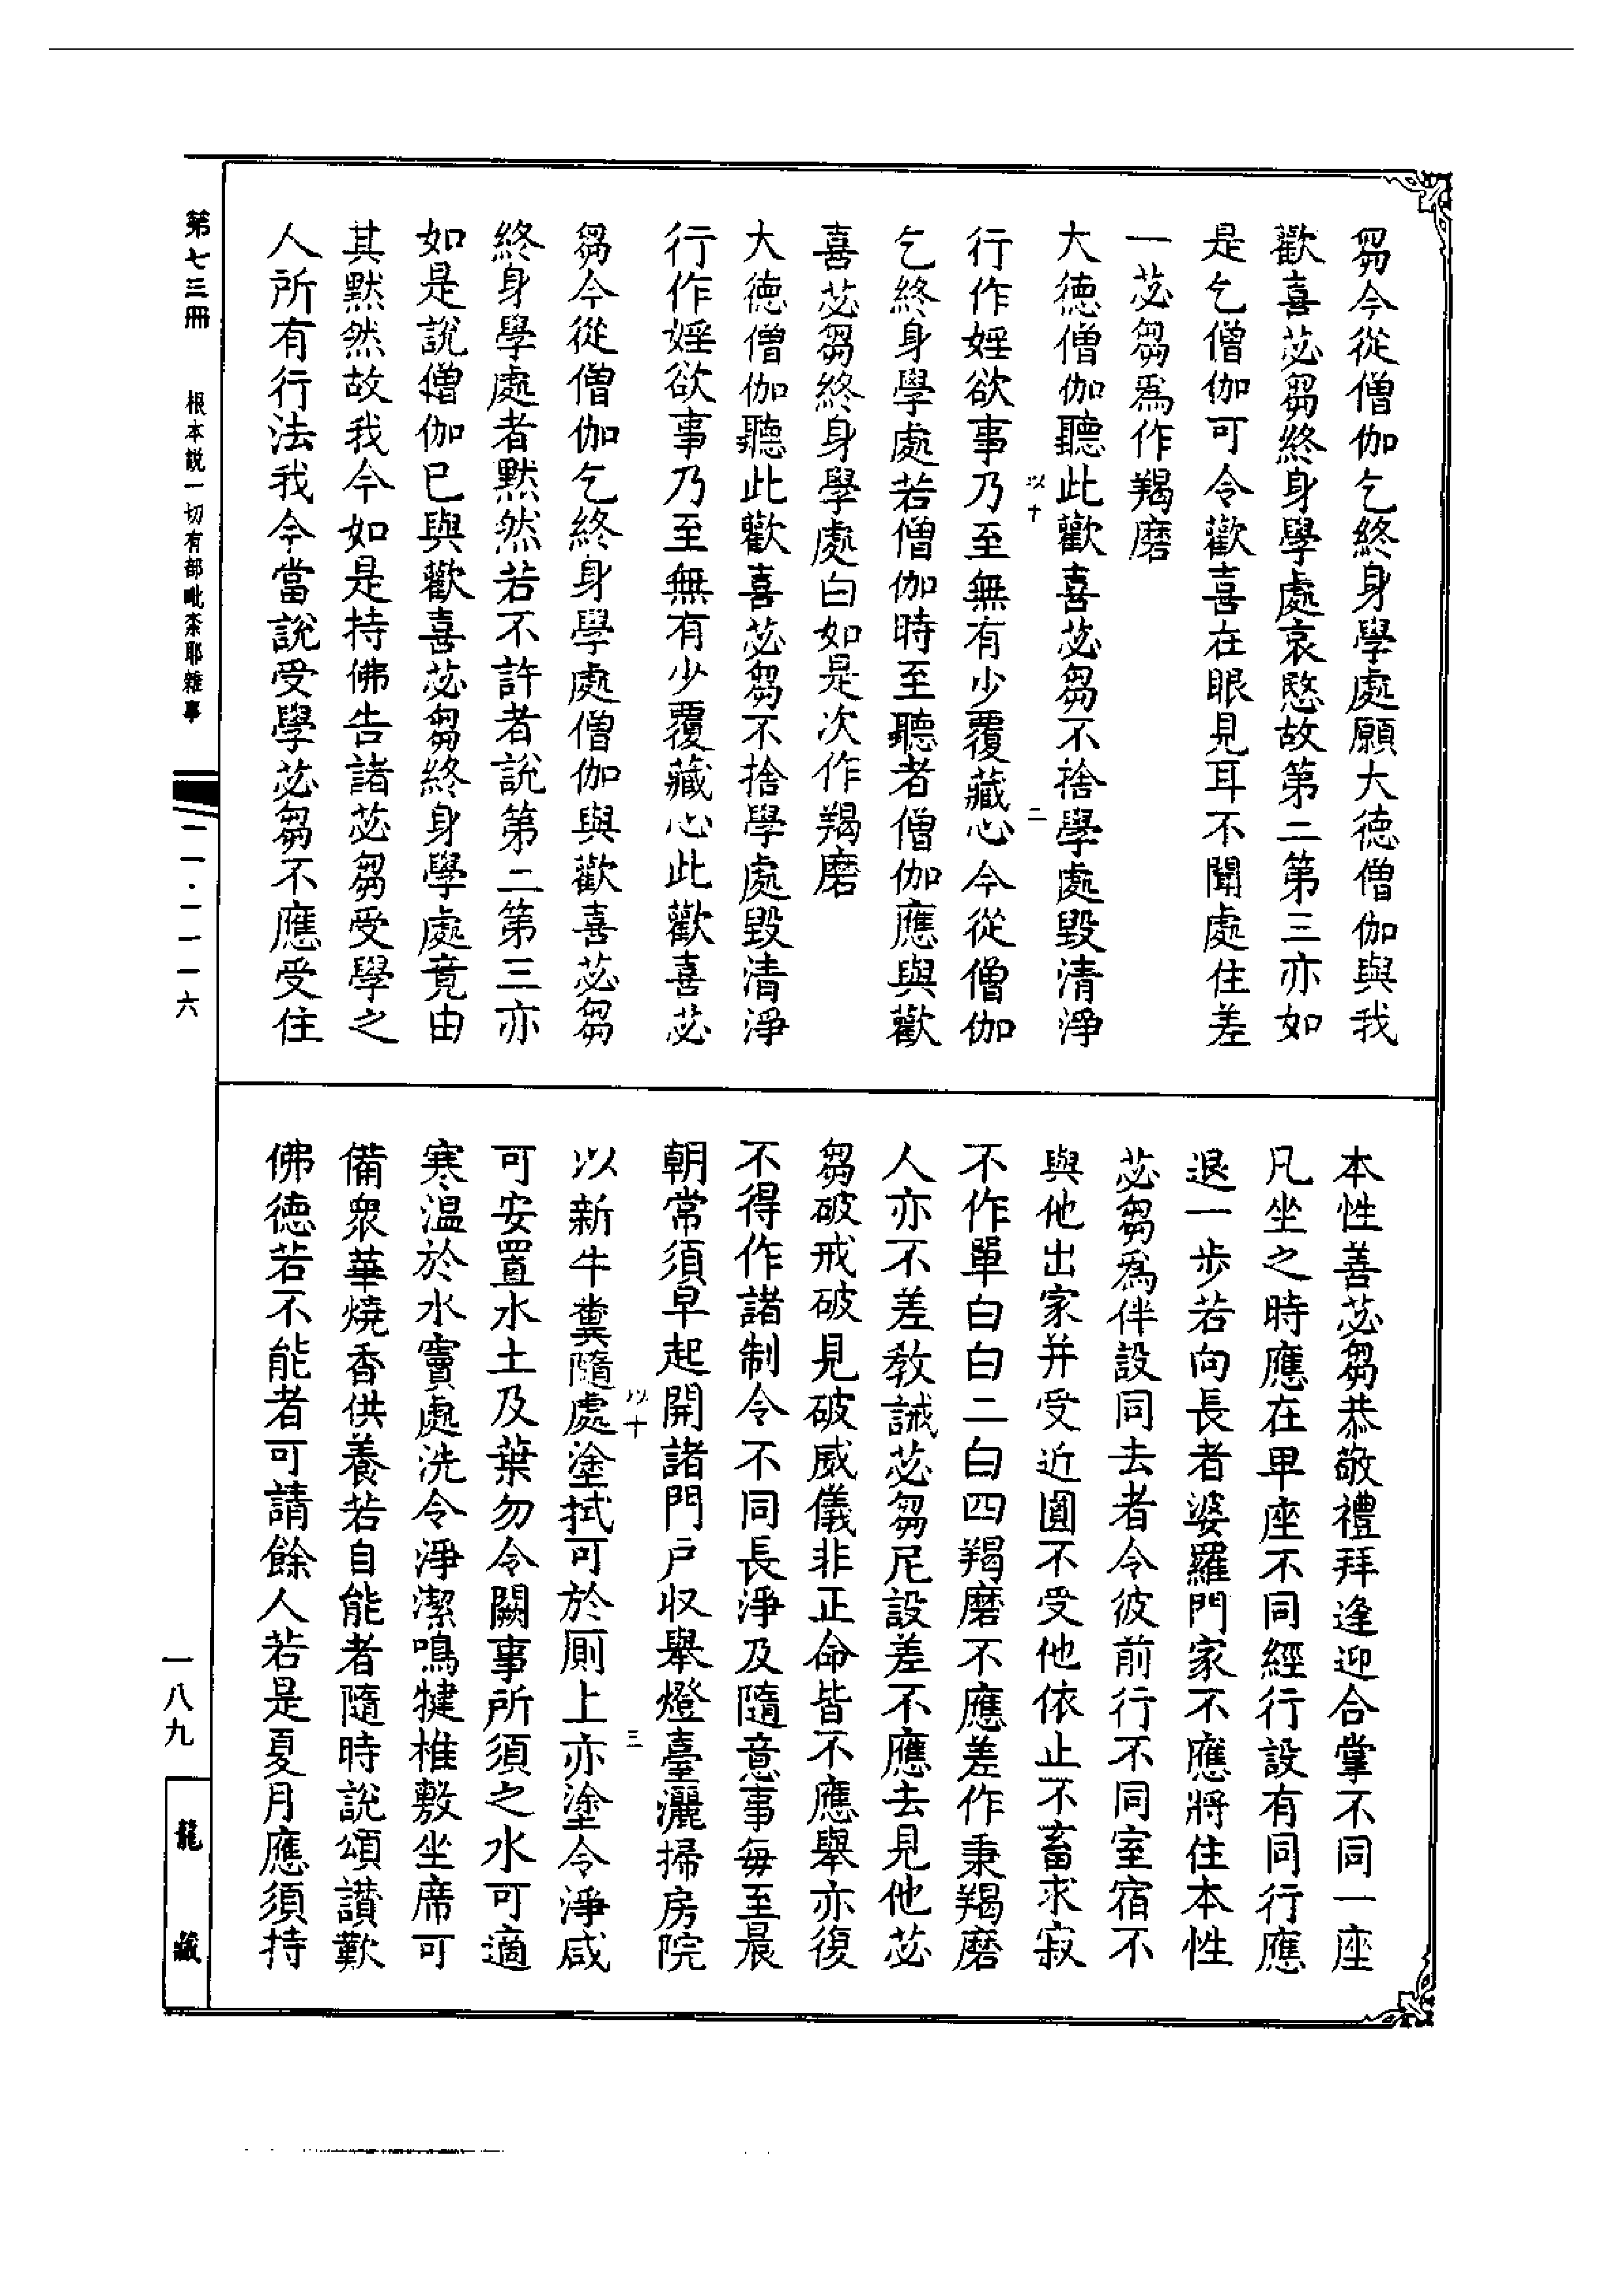 芻今從僧伽乞終身學處願大德僧伽與我
歡喜苾芻終身學處哀愍故第二第三亦如
是乞僧伽可令歡喜在眼見耳不聞處住差
一苾芻爲作羯磨
大德僧伽聽此歡喜苾芻不捨學處毀清淨
以十
二
行作婬欲事乃至無有少覆藏心今從僧伽
乞終身學處若僧伽時至聽者僧伽應與歡
喜苾芻終身學處白如是次作羯磨
大德僧伽聽此歡喜苾芻不捨學處毀清淨
行作婬欲事乃至無有少覆藏心此歡喜苾
芻今從僧伽乞終身學處僧伽與歡喜苾芻
終身學處者默然若不許者說第二第三亦
如是說僧伽已與歡喜苾芻終身學處竟由
其默然故我今如是持佛告諸苾芻受學之
人所有行法我今當說受學苾芻不應受住
本性善苾芻恭敬禮拜逢迎合掌不同一座
凡坐之時應在卑座不同經行設有同行應
退一步若向長者婆羅門家不應將住本性
苾芻爲伴設同去者令彼前行不同室宿不
與他出家并受近圓不受他依止不畜求寂
不作單白白二白四羯磨不應差作秉羯磨
人亦不差教誡苾芻尼設差不應去見他苾
芻破戒破見破威儀非正命皆不應舉亦復
不得作諸制令不同長淨及隨意事每至晨
朝常須早起開諸門戶収舉燈臺灑掃房院
以十
三
以新牛糞隨處塗拭可於厠上亦塗令淨咸
可安置水土及葉勿令闕事所須之水可適
寒溫於水竇處洗令淨潔鳴犍椎敷坐席可
備眾華燒香供養若自能者隨時說頌讚歎
佛德若不能者可請餘人若是夏月應須持
第七三冊 根本說一切有部毗奈耶雜事
一一·一一一六
一八九
龍藏